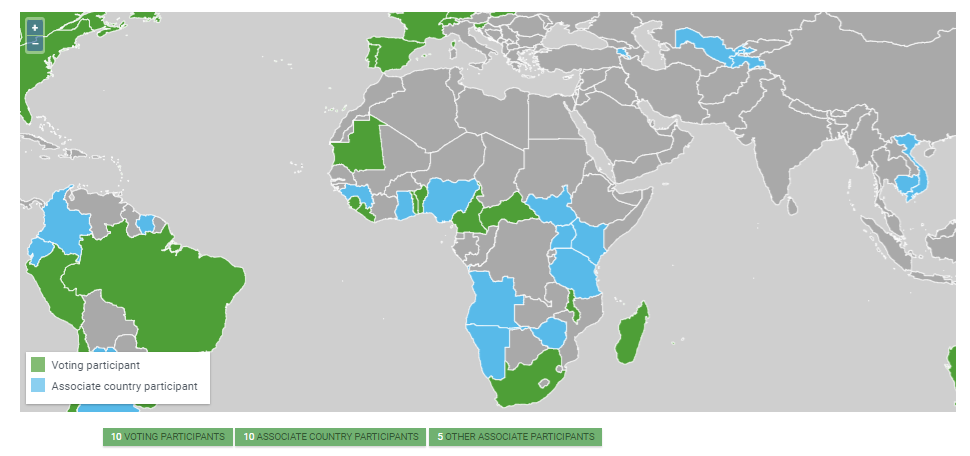 +
–
Voting participant
Associate country participant
10 VOTING PARTICIPANTS 10 ASSOCIATE COUNTRY PARTICIPANTS 5 OTHER ASSOCIATE PARTICIPANTS